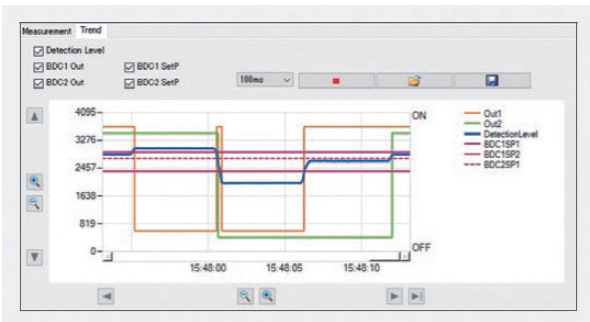 Measurement Trend
Detection Level
BDC1 Out BDC1 SetP
BDC2 Out BDC2 SetP
100ms
4095
3276
2457
1638
819
0
ON
OFF
Out1
Out2
DetectionLevel
BDC1SP1
BDC1SP2
BDC2SP1
15:48:00 15:48:05 15:48:10